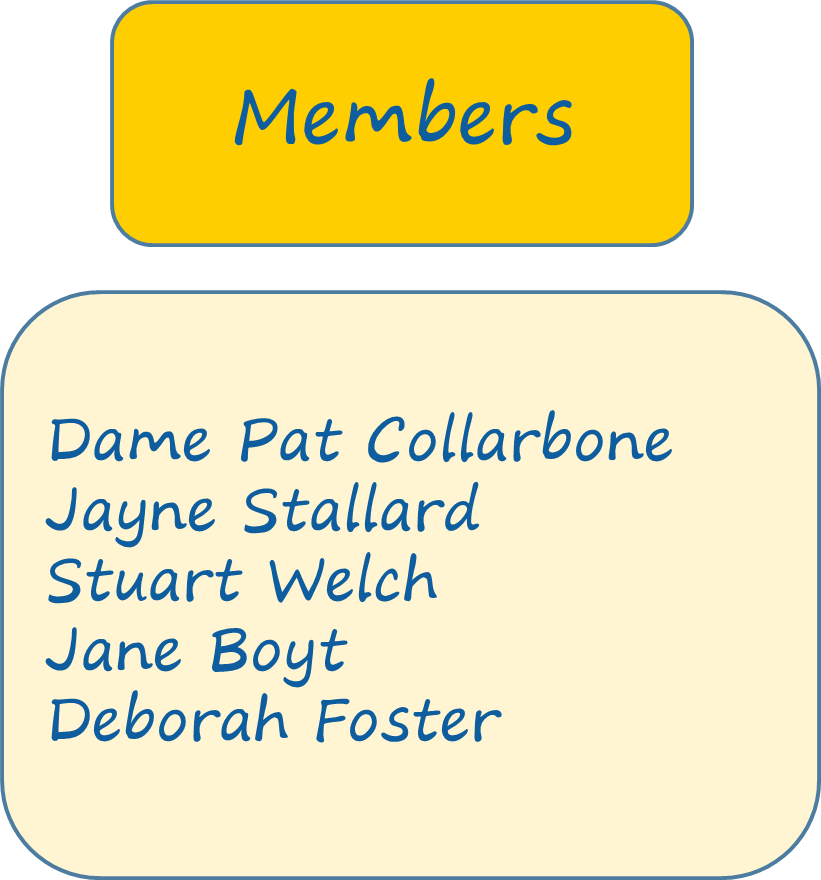 Members
Dame Pat Collarbone
Jayne Stallard
Stuart Welch
Jane Boyt
Deborah Foster